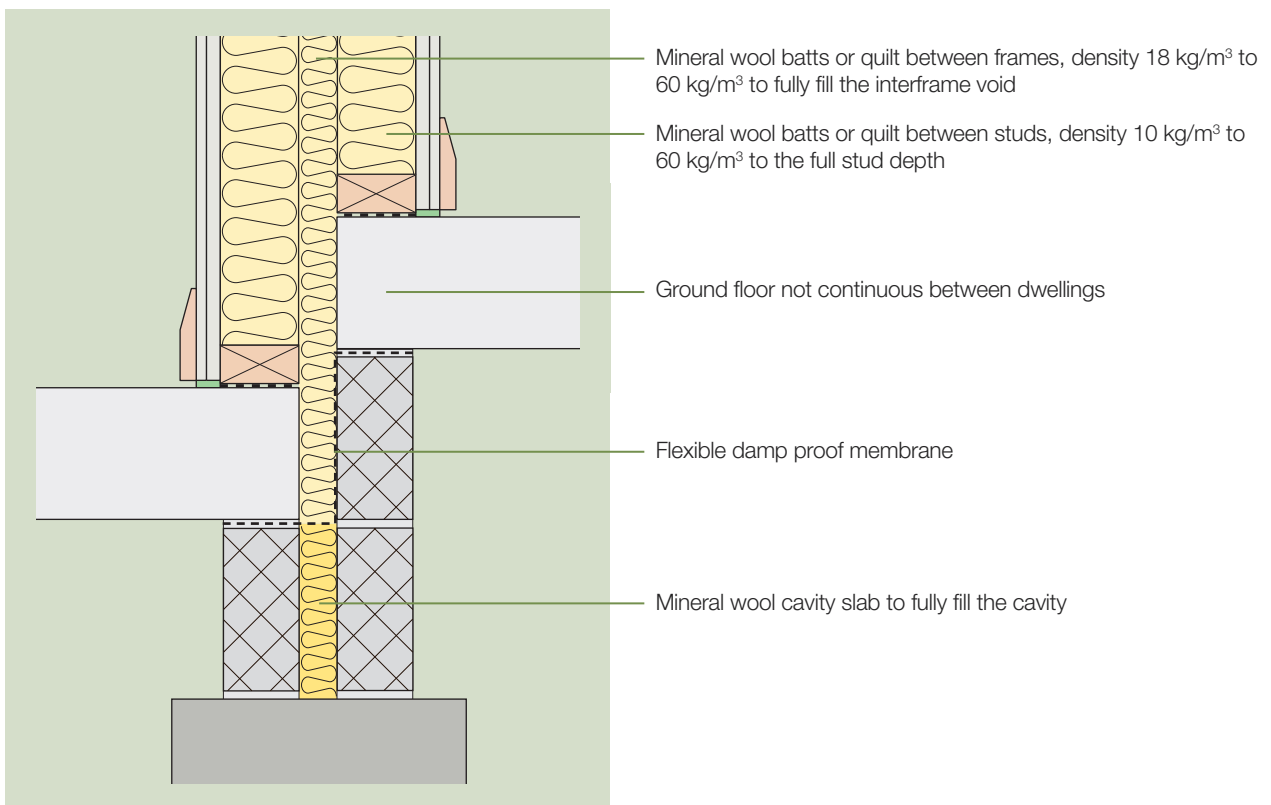 Mineral wool batts or quilt between frames, density 18 kg/m³ to
60 kg/m³ to fully fill the interframe void
Mineral wool batts or quilt between studs, density 10 kg/m³ to
60 kg/m³ to the full stud depth
Ground floor not continuous between dwellings
Flexible damp proof membrane
Mineral wool cavity slab to fully fill the cavity